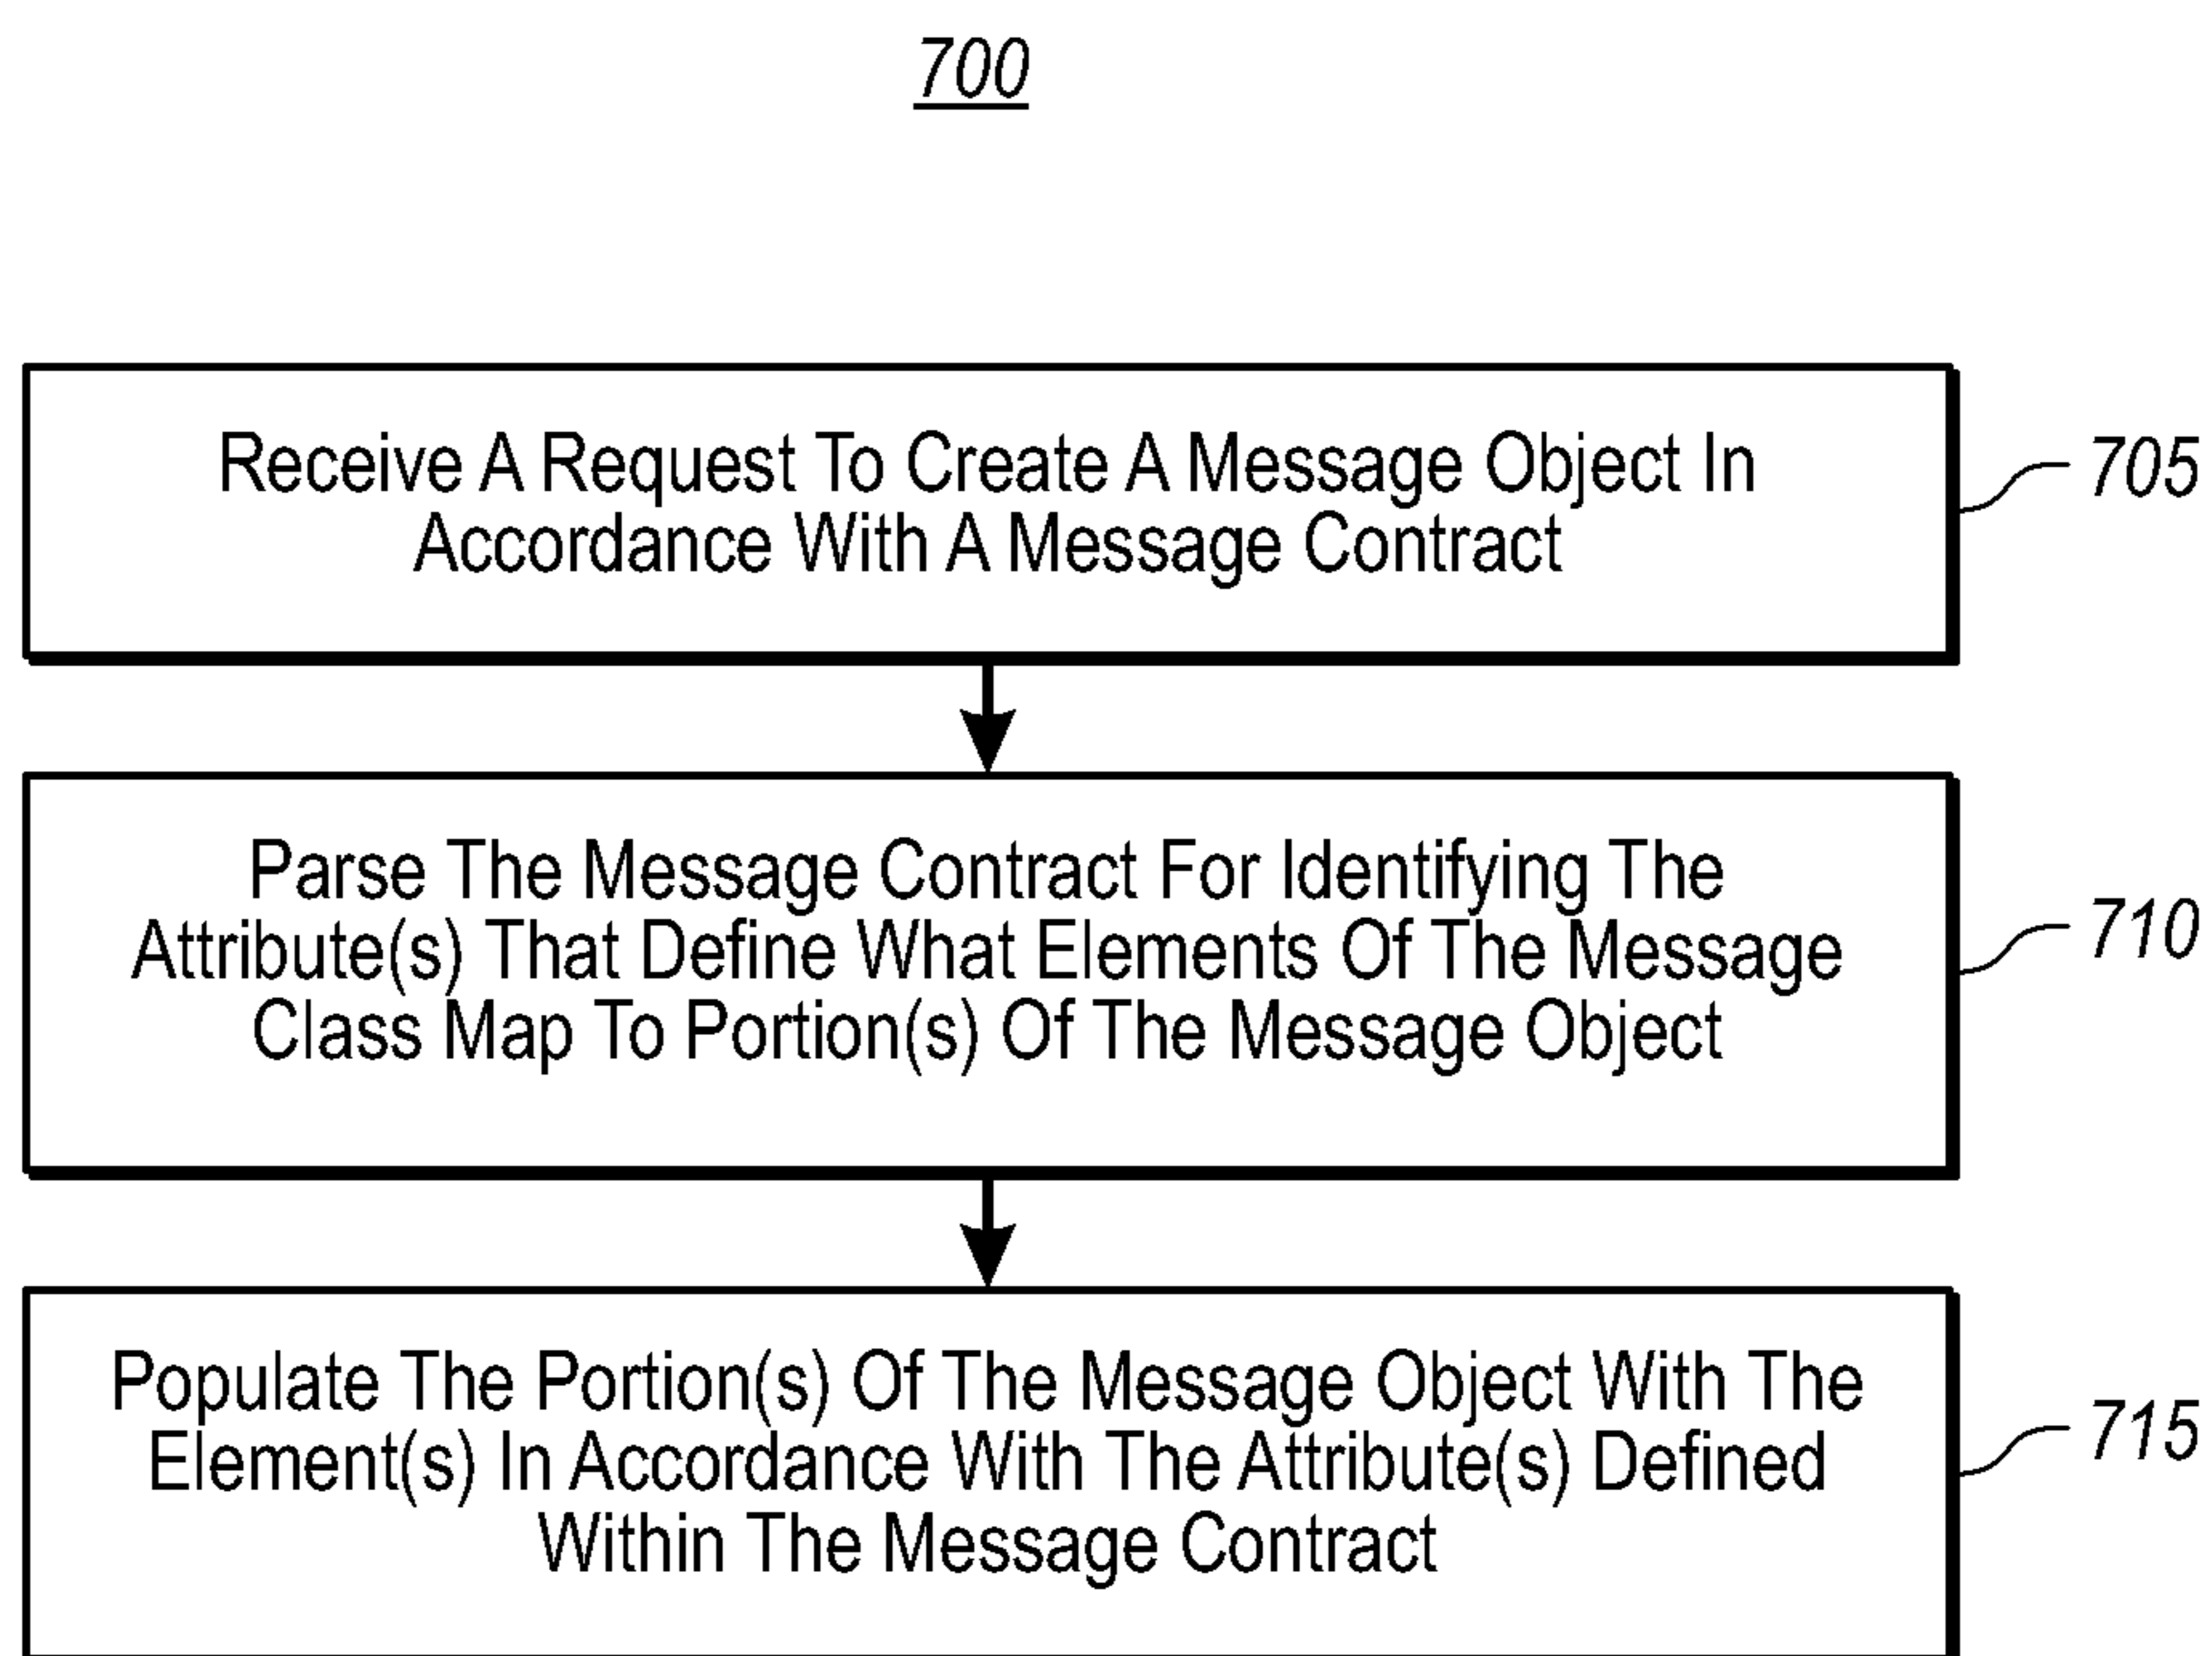 700
Receive A Request To Create A Message Object In
Accordance With A Message Contract
705
Parse The Message Contract For Identifying The
Attribute(s) That Define What Elements Of The Message
Class Map To Portion(s) Of The Message Object
710
Populate The Portion(s) Of The Message Object With The
Element(s) In Accordance With The Attribute(s) Defined
Within The Message Contract
715